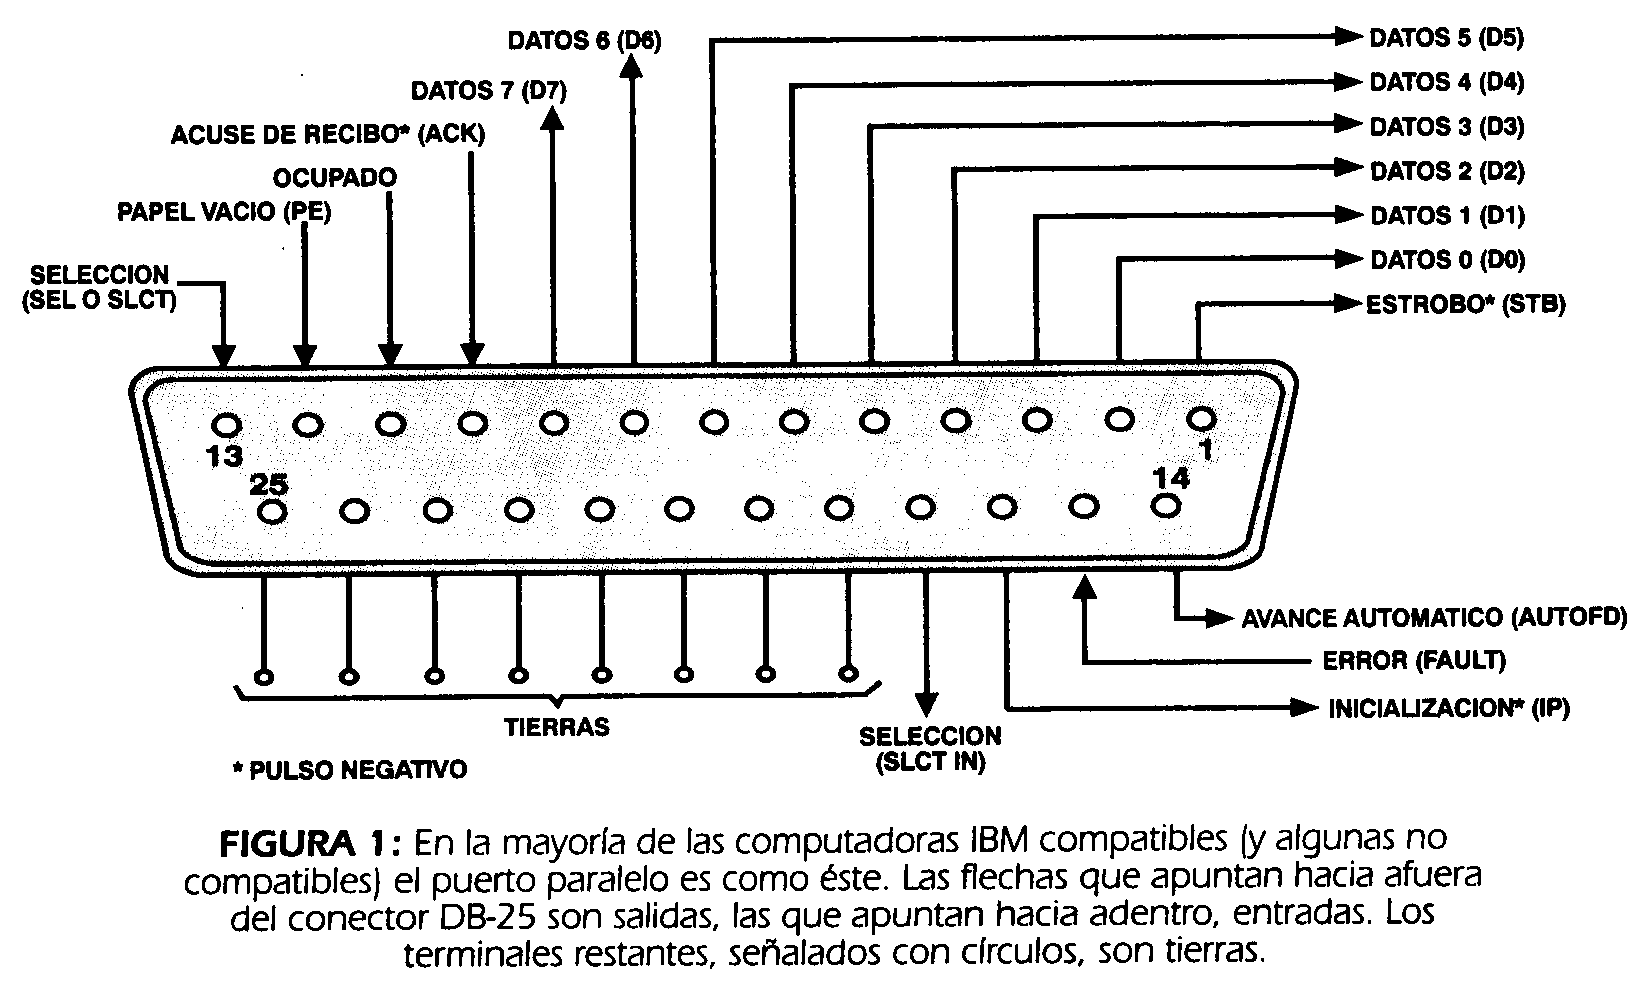 DATOS 6 (D6)
DATOS 5 (D5)
DATOS 7 (D7)
DATOS 4 (D4)
ACUSE DE RECIBO* (ACK)
DATOS 3 (D3)
OCUPADO
DATOS 2 (D2)
PAPEL VACIO (PE)
DATOS 1 (D1)
SELECCION
(SEL O SLCT)
DATOS 0 (D0)
ESTROBO* (STB)
13
1
25
14
AVANCE AUTOMATICO (AUTOFD)
ERROR (FAULT)
INICIALIZACION* (IP)
TIERRAS
SELECCION
(SLCT IN)
* PULSO NEGATIVO
FIGURA 1: En la mayoría de las computadoras IBM compatibles (y algunas no
compatibles) el puerto paralelo es como éste. Las flechas que apuntan hacia afuera
del conector DB-25 son salidas, las que apuntan hacia adentro, entradas. Los
terminales restantes, señalados con círculos, son tierras.